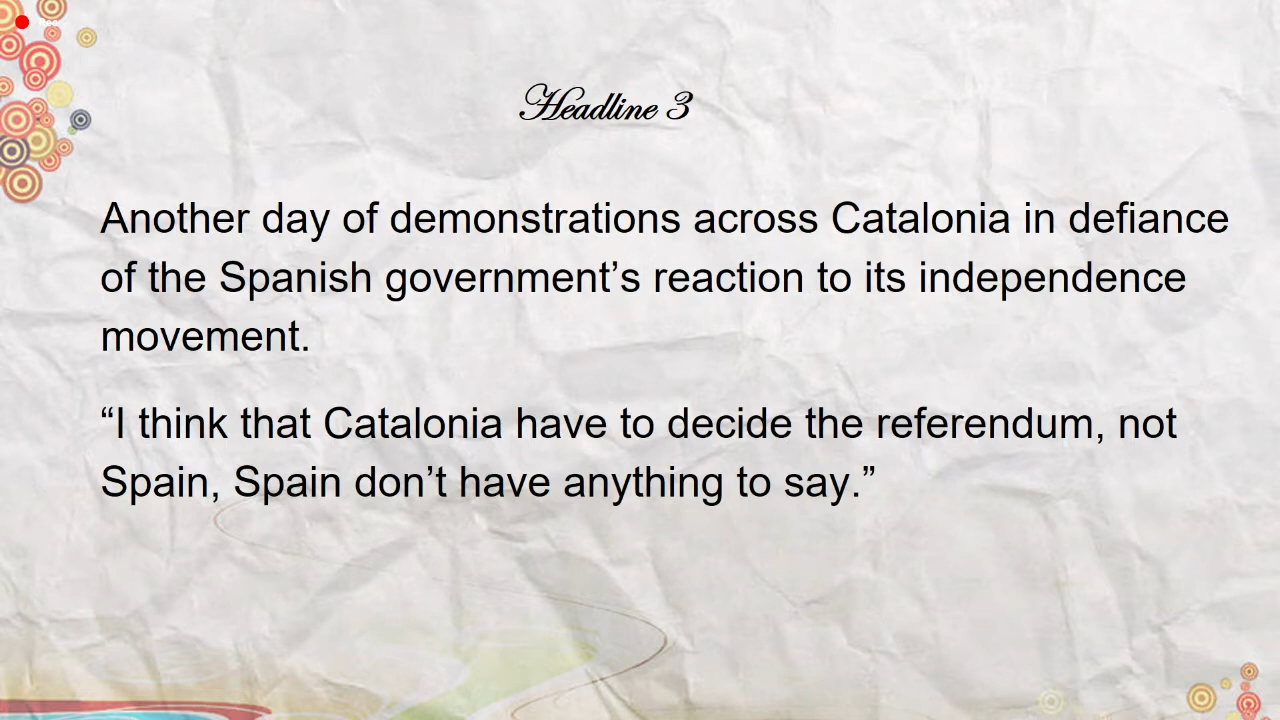 Headline 3
Another day of demonstrations across Catalonia in defiance
of the Spanish government’s reaction to its independence
movement.
“I think that Catalonia have to decide the referendum, not
Spain, Spain don’t have anything to say.”